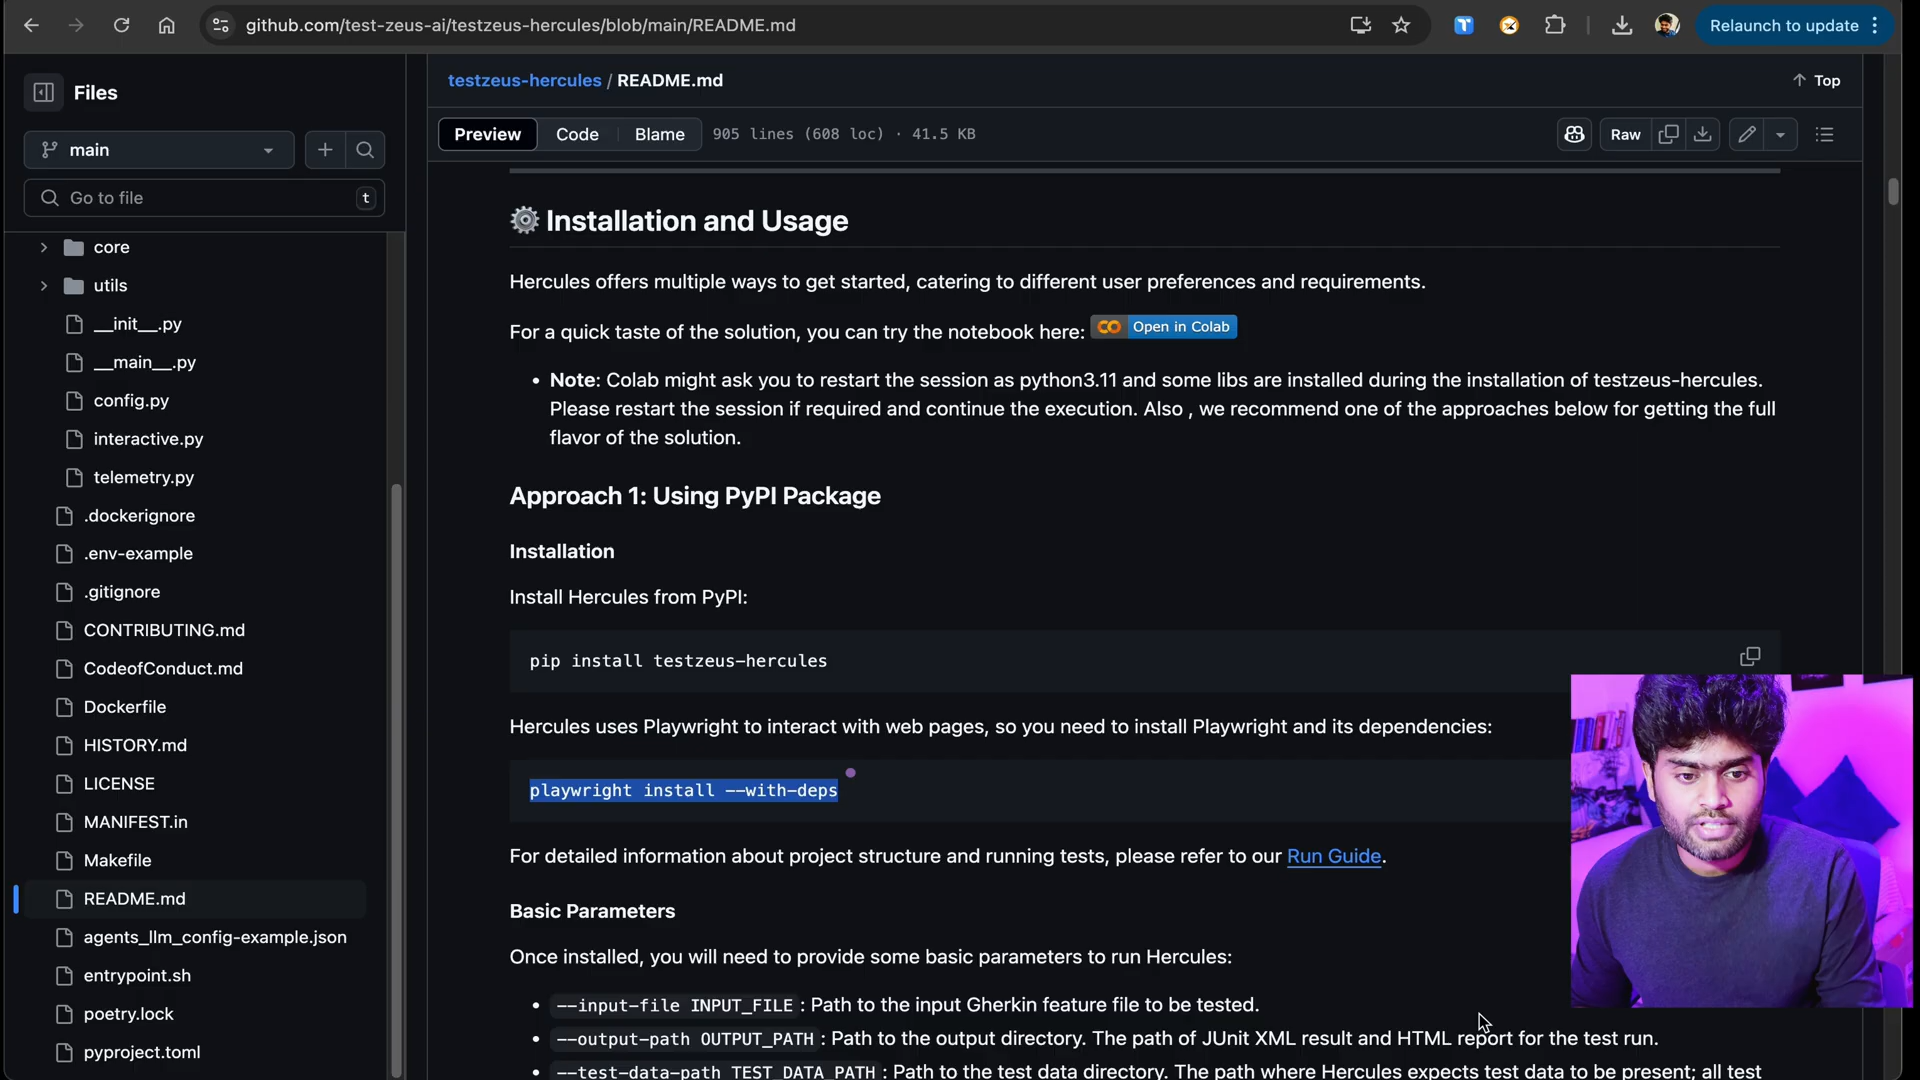 github.com/test-zeus-ai/testzeus-hercules/blob/main/README.md
Relaunch to update
Files
main
Go to file
t
core
utils
__init__.py
__main__.py
config.py
interactive.py
telemetry.py
.dockerignore
.env-example
.gitignore
CONTRIBUTING.md
CodeofConduct.md
Dockerfile
HISTORY.md
LICENSE
MANIFEST.in
Makefile
README.md
agents_llm_config-example.json
entrypoint.sh
poetry.lock
pyproject.toml
testzeus-hercules / README.md
Top
Preview Code Blame 905 lines (608 loc) · 41.5 KB
Raw
Installation and Usage
Hercules offers multiple ways to get started, catering to different user preferences and requirements.
For a quick taste of the solution, you can try the notebook here: Open in Colab
• Note: Colab might ask you to restart the session as python3.11 and some libs are installed during the installation of testzeus-hercules.
Please restart the session if required and continue the execution. Also , we recommend one of the approaches below for getting the full
flavor of the solution.
Approach 1: Using PyPI Package
Installation
Install Hercules from PyPI:
pip install testzeus-hercules
Hercules uses Playwright to interact with web pages, so you need to install Playwright and its dependencies:
playwright install --with-deps
For detailed information about project structure and running tests, please refer to our Run Guide.
Basic Parameters
Once installed, you will need to provide some basic parameters to run Hercules:
• --input-file INPUT_FILE : Path to the input Gherkin feature file to be tested.
• --output-path OUTPUT_PATH : Path to the output directory. The path of JUnit XML result and HTML report for the test run.
• --test-data-path TEST_DATA_PATH : Path to the test data directory. The path where Hercules expects test data to be present; all test